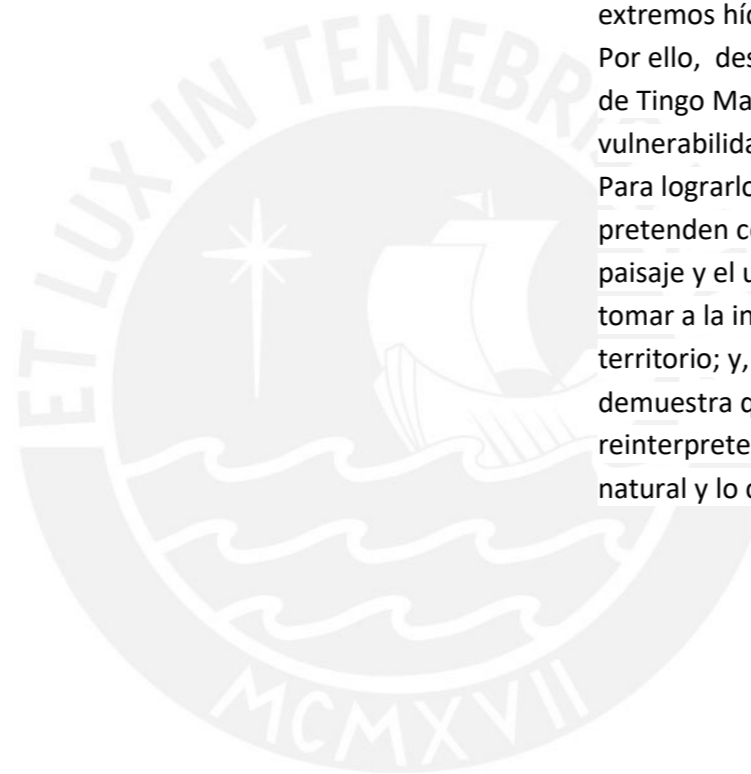 extremos híd
Por ello, des
de Tingo Ma
vulnerabilida
Para lograrlo
pretenden co
paisaje y el u
tomar a la in
territorio; y,
demuestra q
reinterprete
natural y lo c
ET LUX IN TENEBRIS
MCMXVII